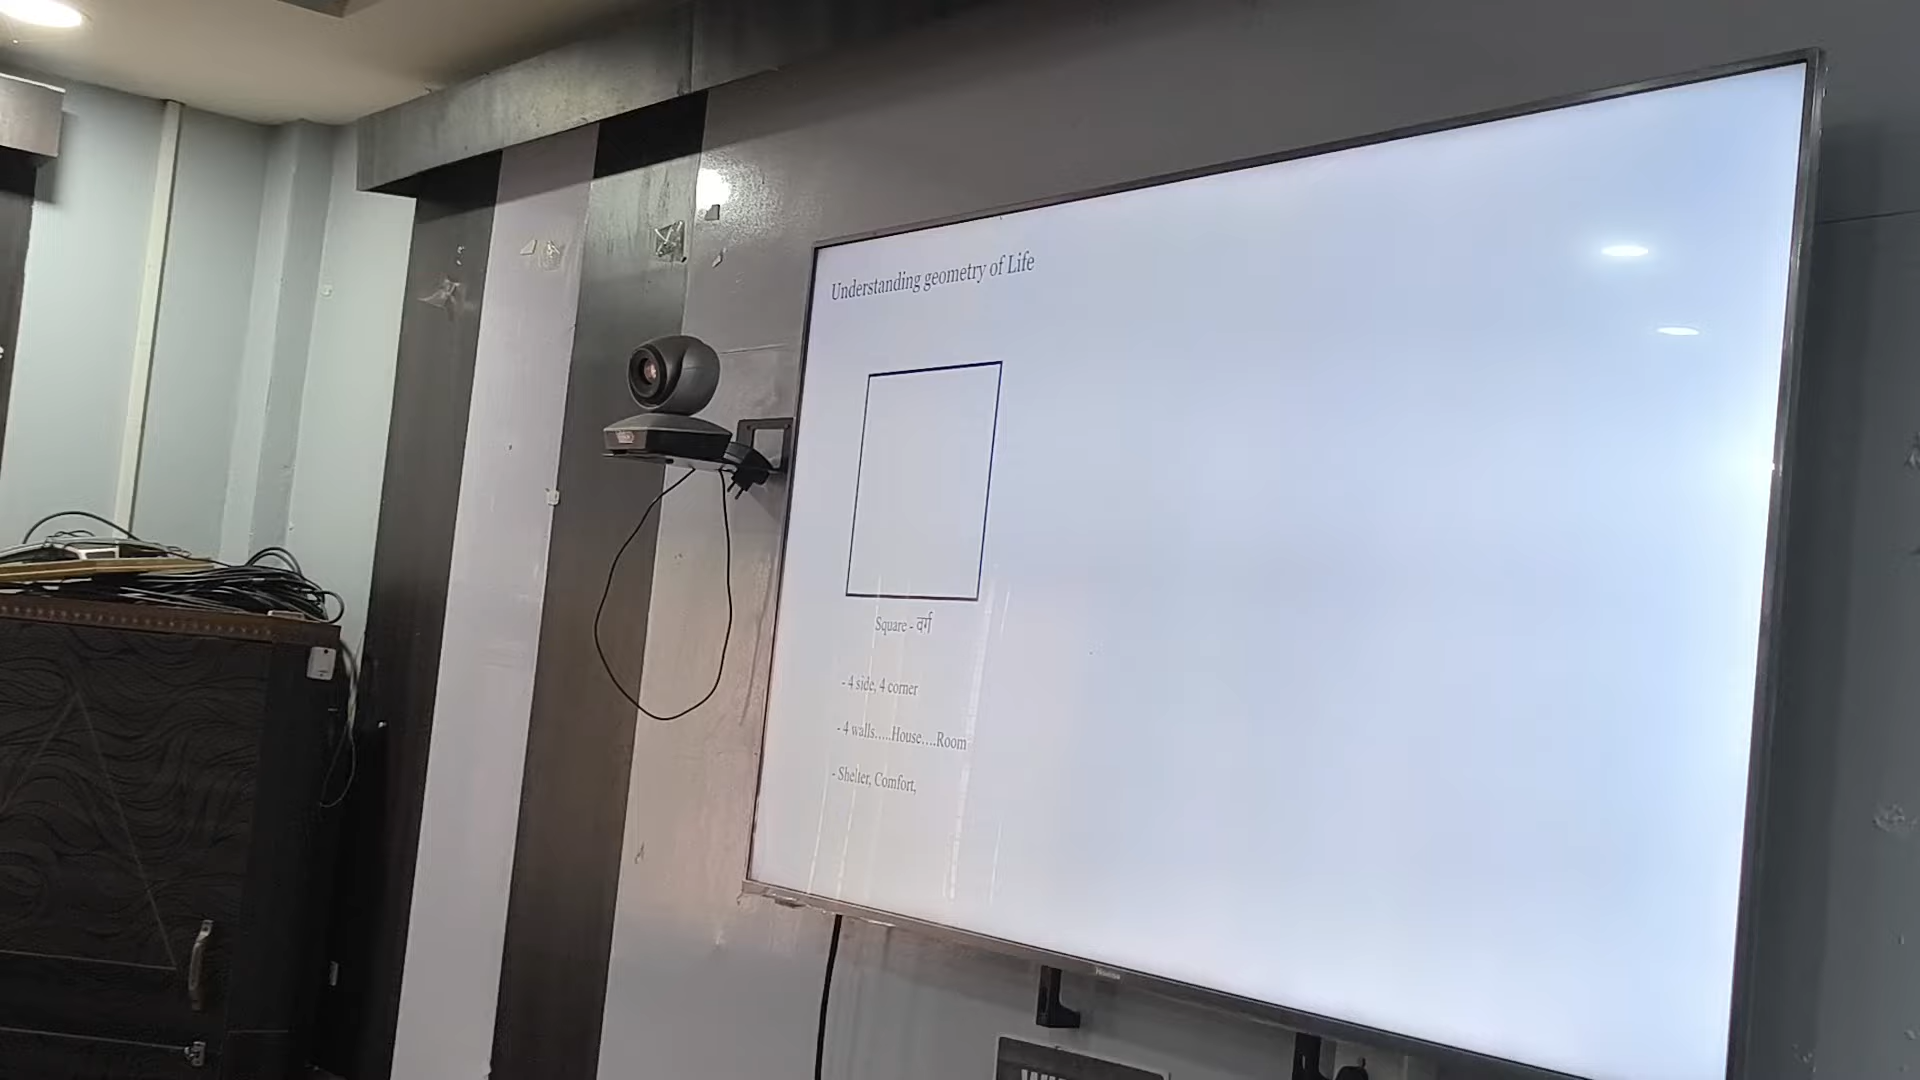 Understanding geometry of Life
Square - वर्ग
- 4 side, 4 corner
- 4 walls.....House....Room
- Shelter, Comfort,